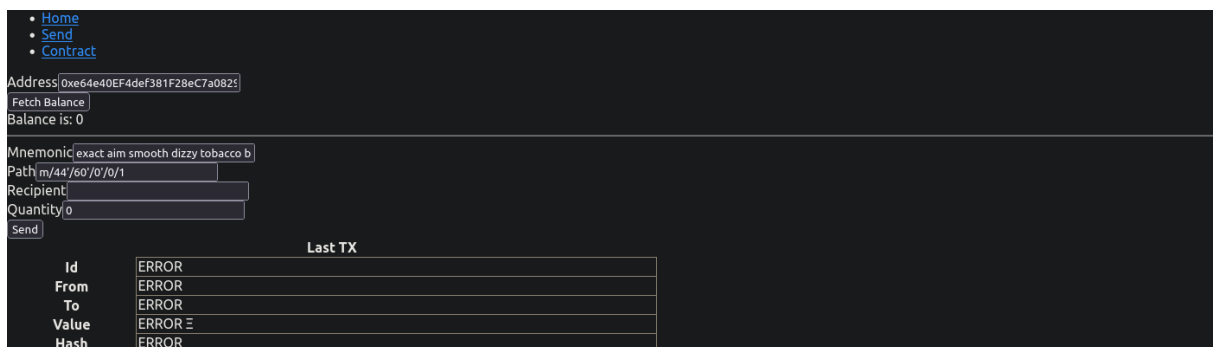 Home
Send
Contract
Address 0xe64e40EF4def381F28eC7a0829
Fetch Balance
Balance is: 0
Mnemonic exact aim smooth dizzy tobacco b
Path m/44'/60'/0'/0/1
Recipient
Quantity 0
Send
Last TX
Id ERROR
From ERROR
To ERROR
Value ERROR Ξ
Hash ERROR